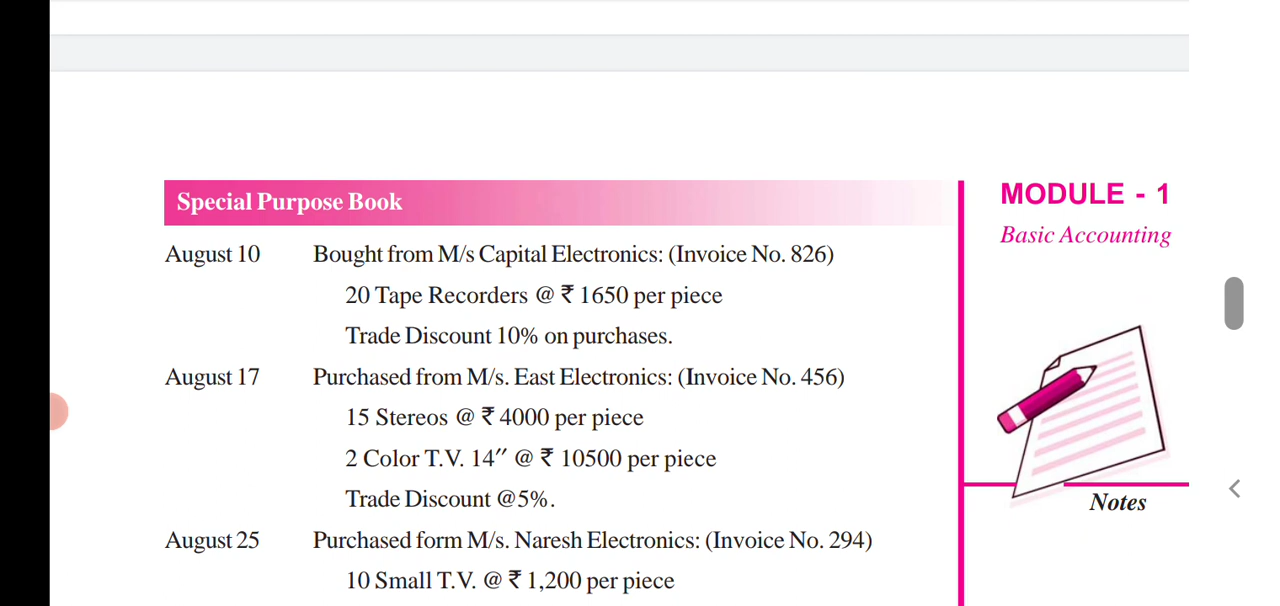 Special Purpose Book
MODULE - 1
Basic Accounting
August 10 Bought from M/s Capital Electronics: (Invoice No. 826)
20 Tape Recorders @ ₹ 1650 per piece
Trade Discount 10% on purchases.
August 17 Purchased from M/s. East Electronics: (Invoice No. 456)
15 Stereos @ ₹ 4000 per piece
2 Color T.V. 14″ @ ₹ 10500 per piece
Trade Discount @5%.
Notes
August 25 Purchased form M/s. Naresh Electronics: (Invoice No. 294)
10 Small T.V. @ ₹ 1,200 per piece